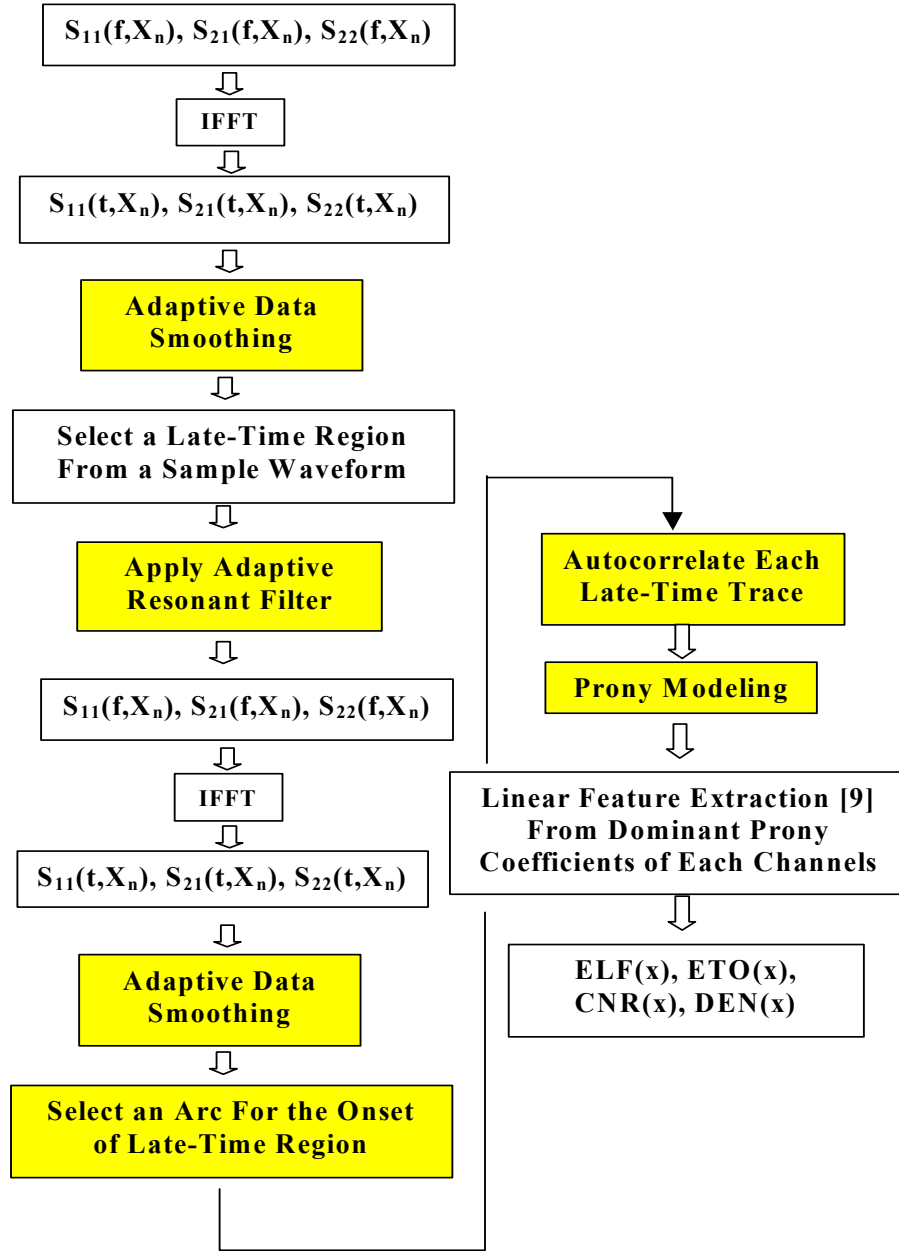 S₁₁(f,Xₙ), S₂₁(f,Xₙ), S₂₂(f,Xₙ)
IFFT
S₁₁(t,Xₙ), S₂₁(t,Xₙ), S₂₂(t,Xₙ)
Adaptive Data
Smoothing
Select a Late-Time Region
From a Sample Waveform
Apply Adaptive
Resonant Filter
S₁₁(f,Xₙ), S₂₁(f,Xₙ), S₂₂(f,Xₙ)
IFFT
S₁₁(t,Xₙ), S₂₁(t,Xₙ), S₂₂(t,Xₙ)
Adaptive Data
Smoothing
Select an Arc For the Onset
of Late-Time Region
Autocorrelate Each
Late-Time Trace
Prony Modeling
Linear Feature Extraction [9]
From Dominant Prony
Coefficients of Each Channels
ELF(x), ETO(x),
CNR(x), DEN(x)